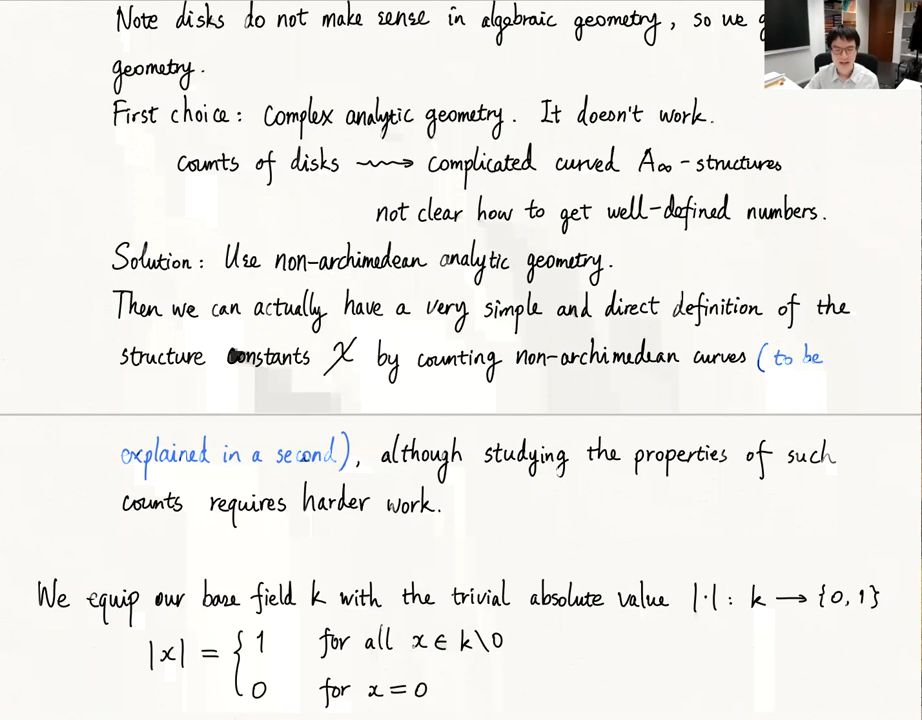 Note disks do not make sense in algebraic geometry, so we
geometry.
First choice: Complex analytic geometry. It doesn't work.
counts of disks ⟿ complicated curved A∞-structures
not clear how to get well-defined numbers.
Solution: Use non-archimedean analytic geometry.
Then we can actually have a very simple and direct definition of the
structure constants χ by counting non-archimedean curves (to be
explained in a second), although studying the properties of such
counts requires harder work.
We equip our base field k with the trivial absolute value |·|: k ⟶ {0,1}
|x| = { 1 for all x ∈ k\0
0 for x = 0